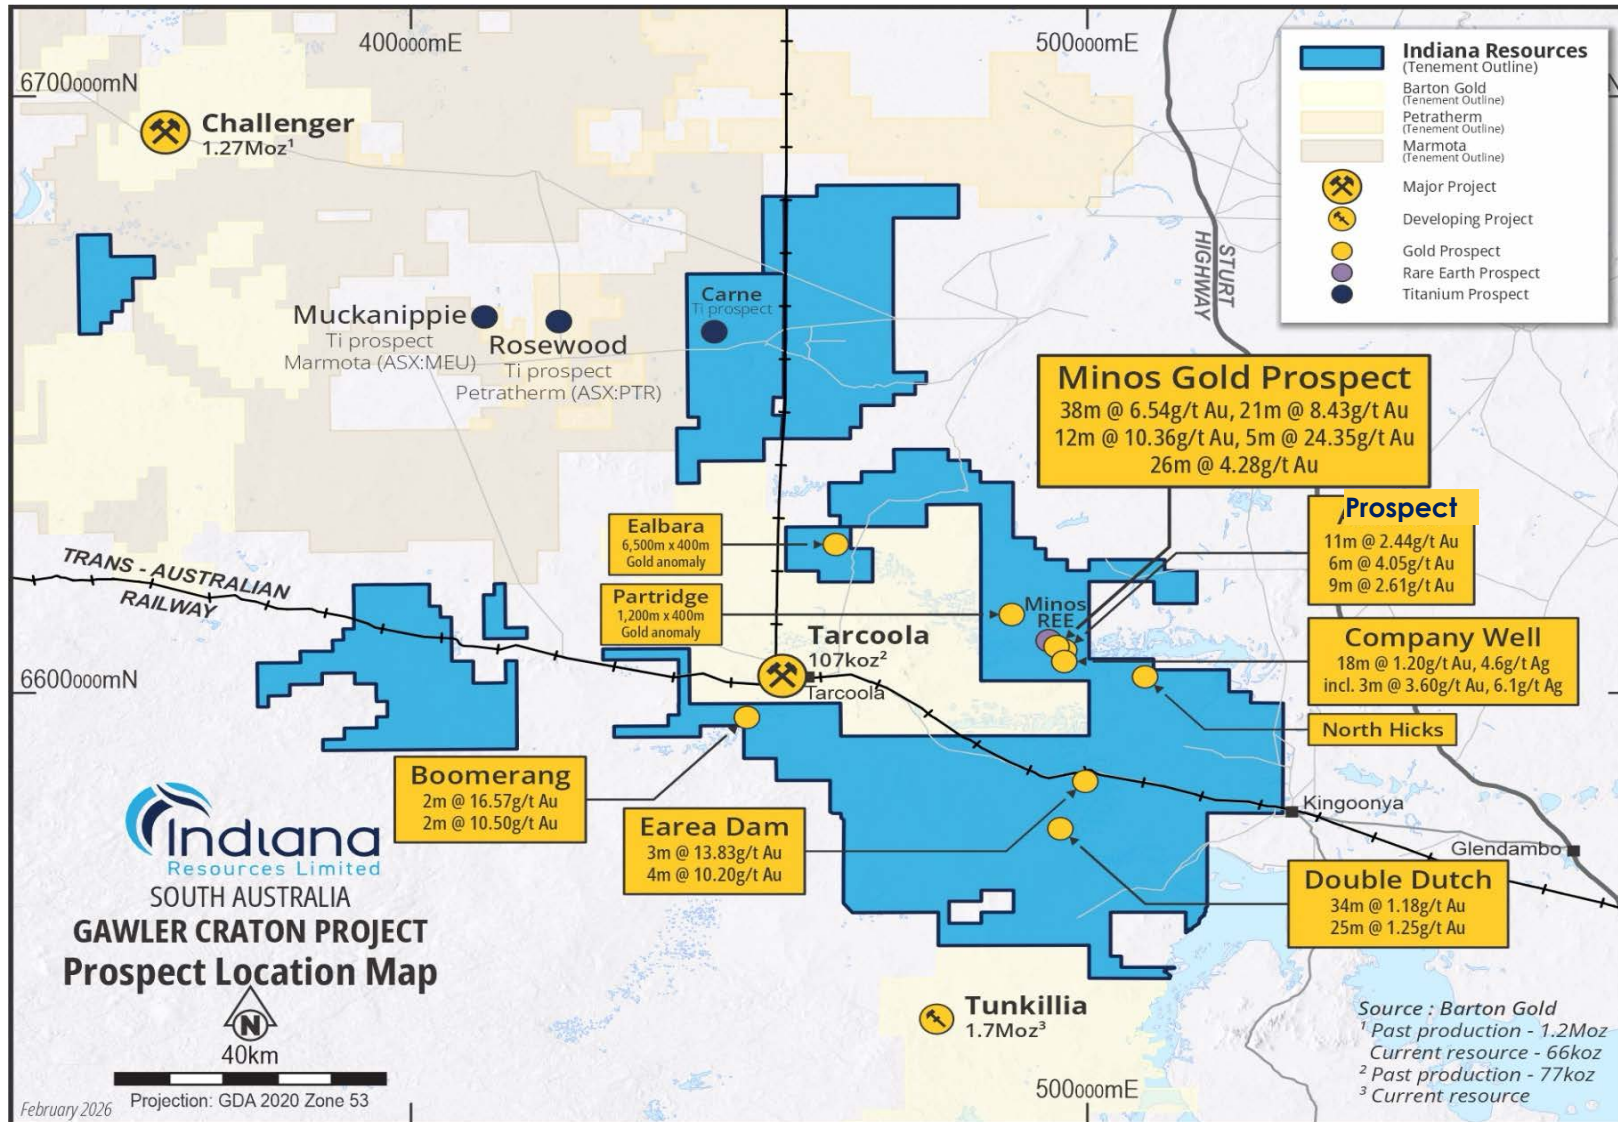 400000mE
500000mE
6700000mN
N
Indiana Resources
(Tenement Outline)
Barton Gold
(Tenement Outline)
Petratherm
(Tenement Outline)
Marmota
(Tenement Outline)
Major Project
Developing Project
Gold Prospect
Rare Earth Prospect
Titanium Prospect
Challenger
1.27Moz¹
STURT
HIGHWAY
Carne
Ti prospect
Muckanippie
Ti prospect
Marmota (ASX:MEU)
Rosewood
Ti prospect
Petratherm (ASX:PTR)
Minos Gold Prospect
38m @ 6.54g/t Au, 21m @ 8.43g/t Au
12m @ 10.36g/t Au, 5m @ 24.35g/t Au
26m @ 4.28g/t Au
Prospect
11m @ 2.44g/t Au
6m @ 4.05g/t Au
9m @ 2.61g/t Au
Ealbara
6,500m x 400m
Gold anomaly
TRANS - AUSTRALIAN
RAILWAY
Partridge
1,200m x 400m
Gold anomaly
Minos
REE
Tarcoola
107koz²
Tarcoola
Company Well
18m @ 1.20g/t Au, 4.6g/t Ag
incl. 3m @ 3.60g/t Au, 6.1g/t Ag
6600000mN
North Hicks
Boomerang
2m @ 16.57g/t Au
2m @ 10.50g/t Au
Earea Dam
3m @ 13.83g/t Au
4m @ 10.20g/t Au
Kingoonya
Glendambo
Double Dutch
34m @ 1.18g/t Au
25m @ 1.25g/t Au
Indiana
Resources Limited
SOUTH AUSTRALIA
GAWLER CRATON PROJECT
Prospect Location Map
N
40km
Projection: GDA 2020 Zone 53
February 2026
Tunkillia
1.7Moz³
500000mE
Source : Barton Gold
¹ Past production - 1.2Moz
Current resource - 66koz
² Past production - 77koz
³ Current resource